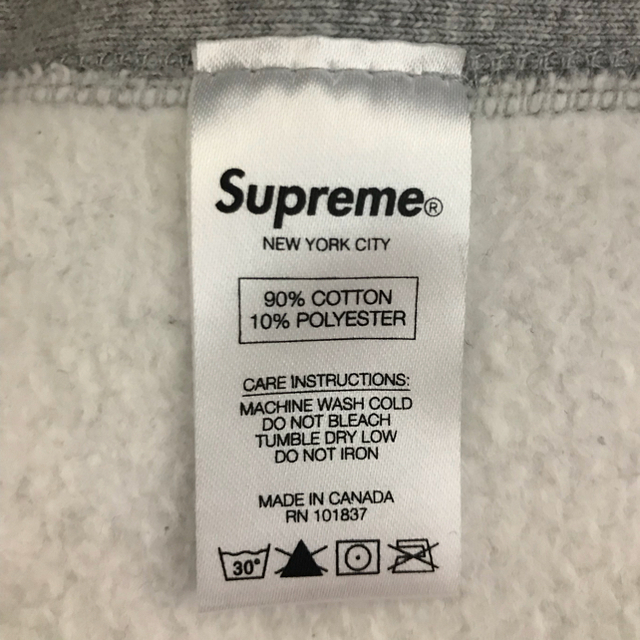 Supreme®
NEW YORK CITY
90% COTTON
10% POLYESTER
CARE INSTRUCTIONS:
MACHINE WASH COLD
DO NOT BLEACH
TUMBLE DRY LOW
DO NOT IRON
MADE IN CANADA
RN 101837
30°